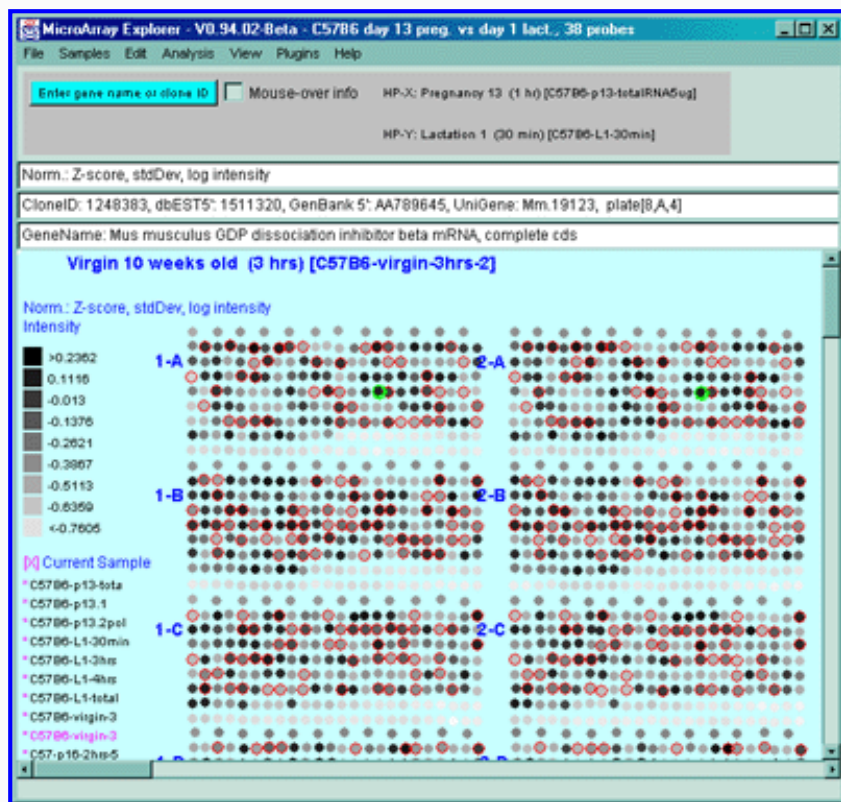 MicroArray Explorer - V0.94.02-Beta - C57B6 day 13 preg. vs day 1 lact., 38 probes
File Samples Edit Analysis View Plugins Help
Enter gene name or clone ID Mouse-over info HP-X: Pregnancy 13 (1 hr) [C57B6-p13-totalRNA5ug]
HP-Y: Lactation 1 (30 min) [C57B6-L1-30min]
Norm.: Z-score, stdDev, log intensity
CloneID: 1248383, dbEST5': 1511320, GenBank 5': AA789645, UniGene: Mm.19123, plate[8,A,4]
GeneName: Mus musculus GDP dissociation inhibitor beta mRNA, complete cds
Virgin 10 weeks old (3 hrs) [C57B6-virgin-3hrs-2]
Norm.: Z-score, stdDev, log intensity
Intensity
>0.2362
0.1116
-0.013
-0.1376
-0.2621
-0.3867
-0.5113
-0.6359
<-0.7605
1-A 2-A
1-B 2-B
1-C 2-C
[X] Current Sample
*C57B6-p13-tota
*C57B6-p13.1
*C57B6-p13.2pol
*C57B6-L1-30min
*C57B6-L1-3hrs
*C57B6-L1-4hrs
*C57B6-L1-total
*C57B6-virgin-3
*C57B6-virgin-3
*C57-p16-2hrs-5